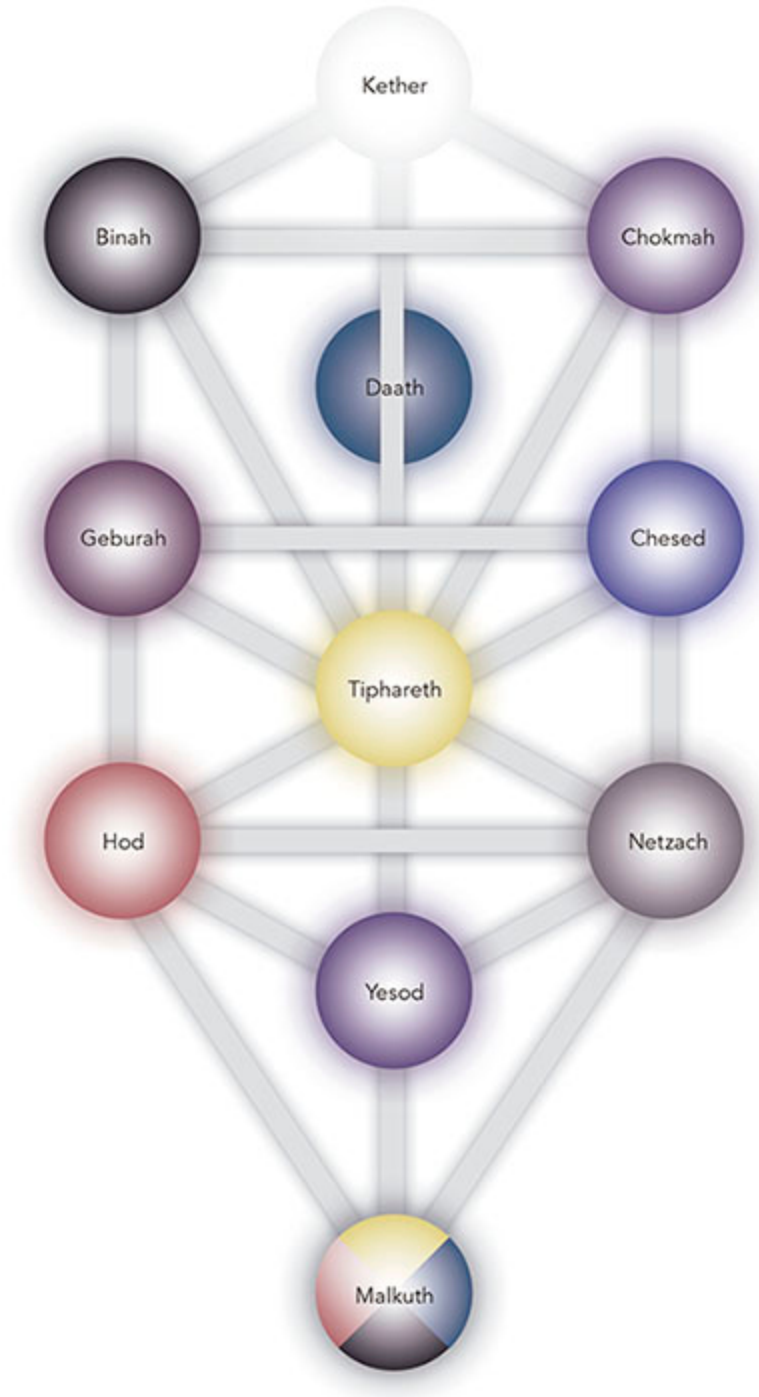 Kether
Binah
Chokmah
Daath
Geburah
Chesed
Tiphareth
Hod
Netzach
Yesod
Malkuth